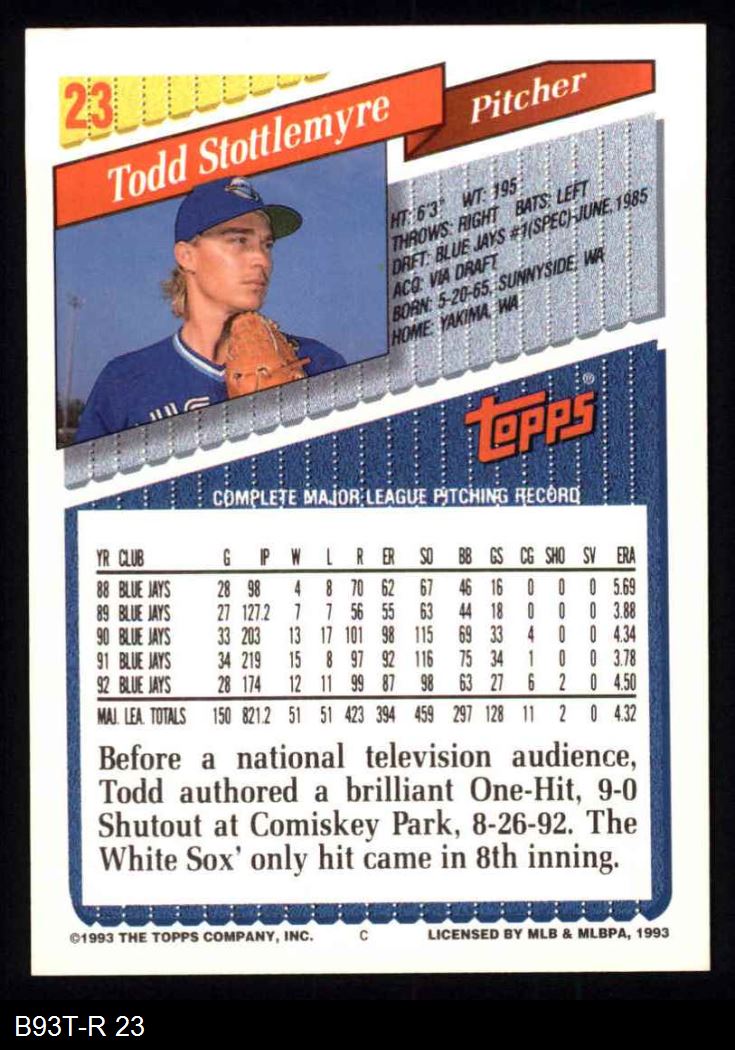 23
Todd Stottlemyre
Pitcher
HT: 6'3" WT: 195
THROWS: RIGHT BATS: LEFT
DRFT: BLUE JAYS #1(SPEC)-JUNE, 1985
ACQ: VIA DRAFT
BORN: 5-20-65, SUNNYSIDE, WA
HOME: YAKIMA, WA
TOPPS®
COMPLETE MAJOR LEAGUE PITCHING RECORD
YR CLUB G IP W L R ER SO BB GS CG SHO SV ERA
88 BLUE JAYS 28 98 4 8 70 62 67 46 16 0 0 0 5.69
89 BLUE JAYS 27 127.2 7 7 56 55 63 44 18 0 0 0 3.88
90 BLUE JAYS 33 203 13 17 101 98 115 69 33 4 0 0 4.34
91 BLUE JAYS 34 219 15 8 97 92 116 75 34 1 0 0 3.78
92 BLUE JAYS 28 174 12 11 99 87 98 63 27 6 2 0 4.50
MAJ. LEA. TOTALS 150 821.2 51 51 423 394 459 297 128 11 2 0 4.32
Before a national television audience,
Todd authored a brilliant One-Hit, 9-0
Shutout at Comiskey Park, 8-26-92. The
White Sox' only hit came in 8th inning.
©1993 THE TOPPS COMPANY, INC. C LICENSED BY MLB & MLBPA, 1993
B93T-R 23